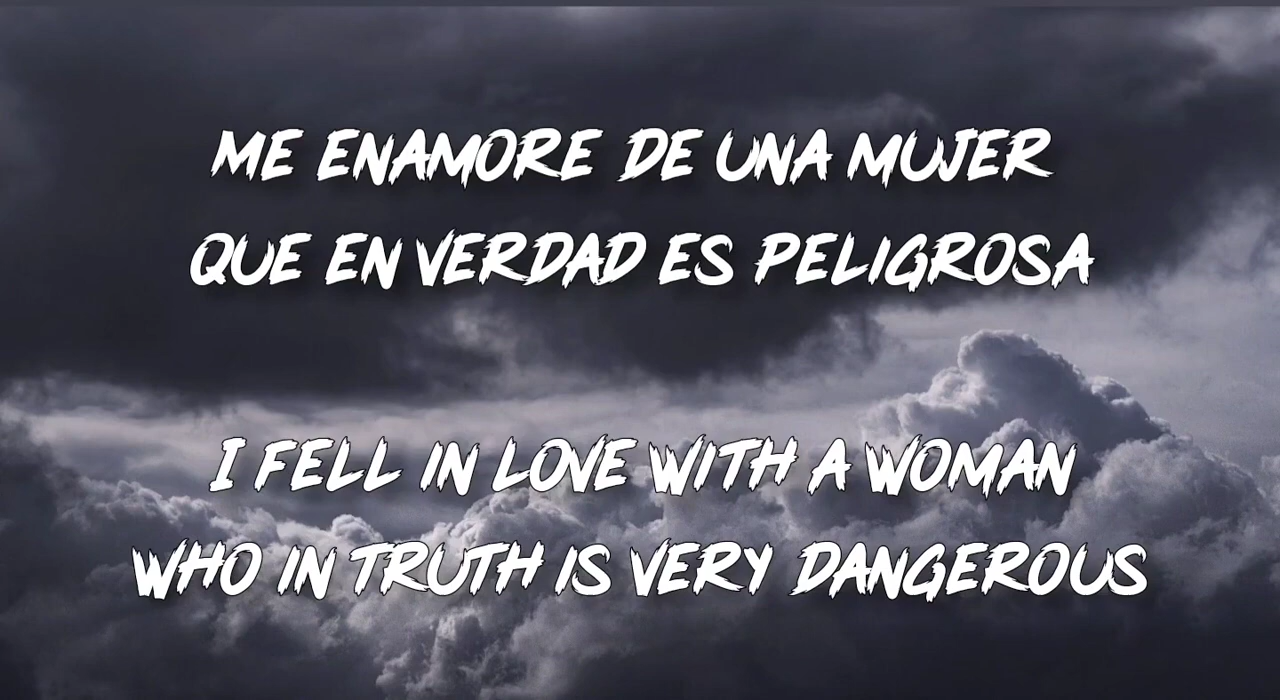 ME ENAMORE DE UNA MUJER
QUE EN VERDAD ES PELIGROSA
I FELL IN LOVE WITH A WOMAN
WHO IN TRUTH IS VERY DANGEROUS